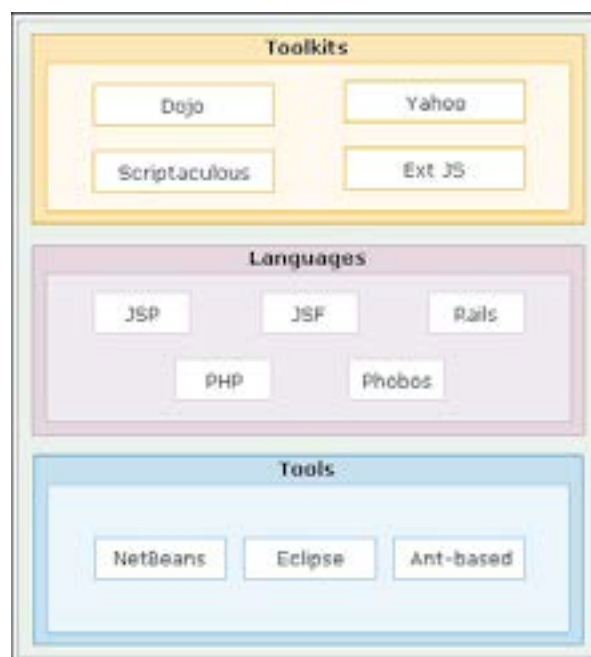 Toolkits
Dojo
Yahoo
Scriptaculous
Ext JS
Languages
JSP
JSF
Rails
PHP
Phobos
Tools
NetBeans
Eclipse
Ant-based